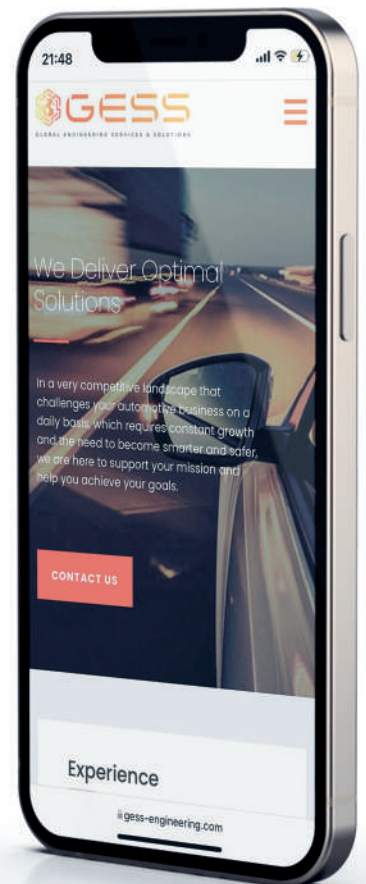 21:48
GESS
GLOBAL ENGINEERING SERVICES & SOLUTIONS
We Deliver Optimal
Solutions
In a very competitive landscape that
challenges your automotive business on a
daily basis, which requires constant growth
and the need to become smarter and safer,
we are here to support your mission and
help you achieve your goals.
CONTACT US
Experience
gess-engineering.com